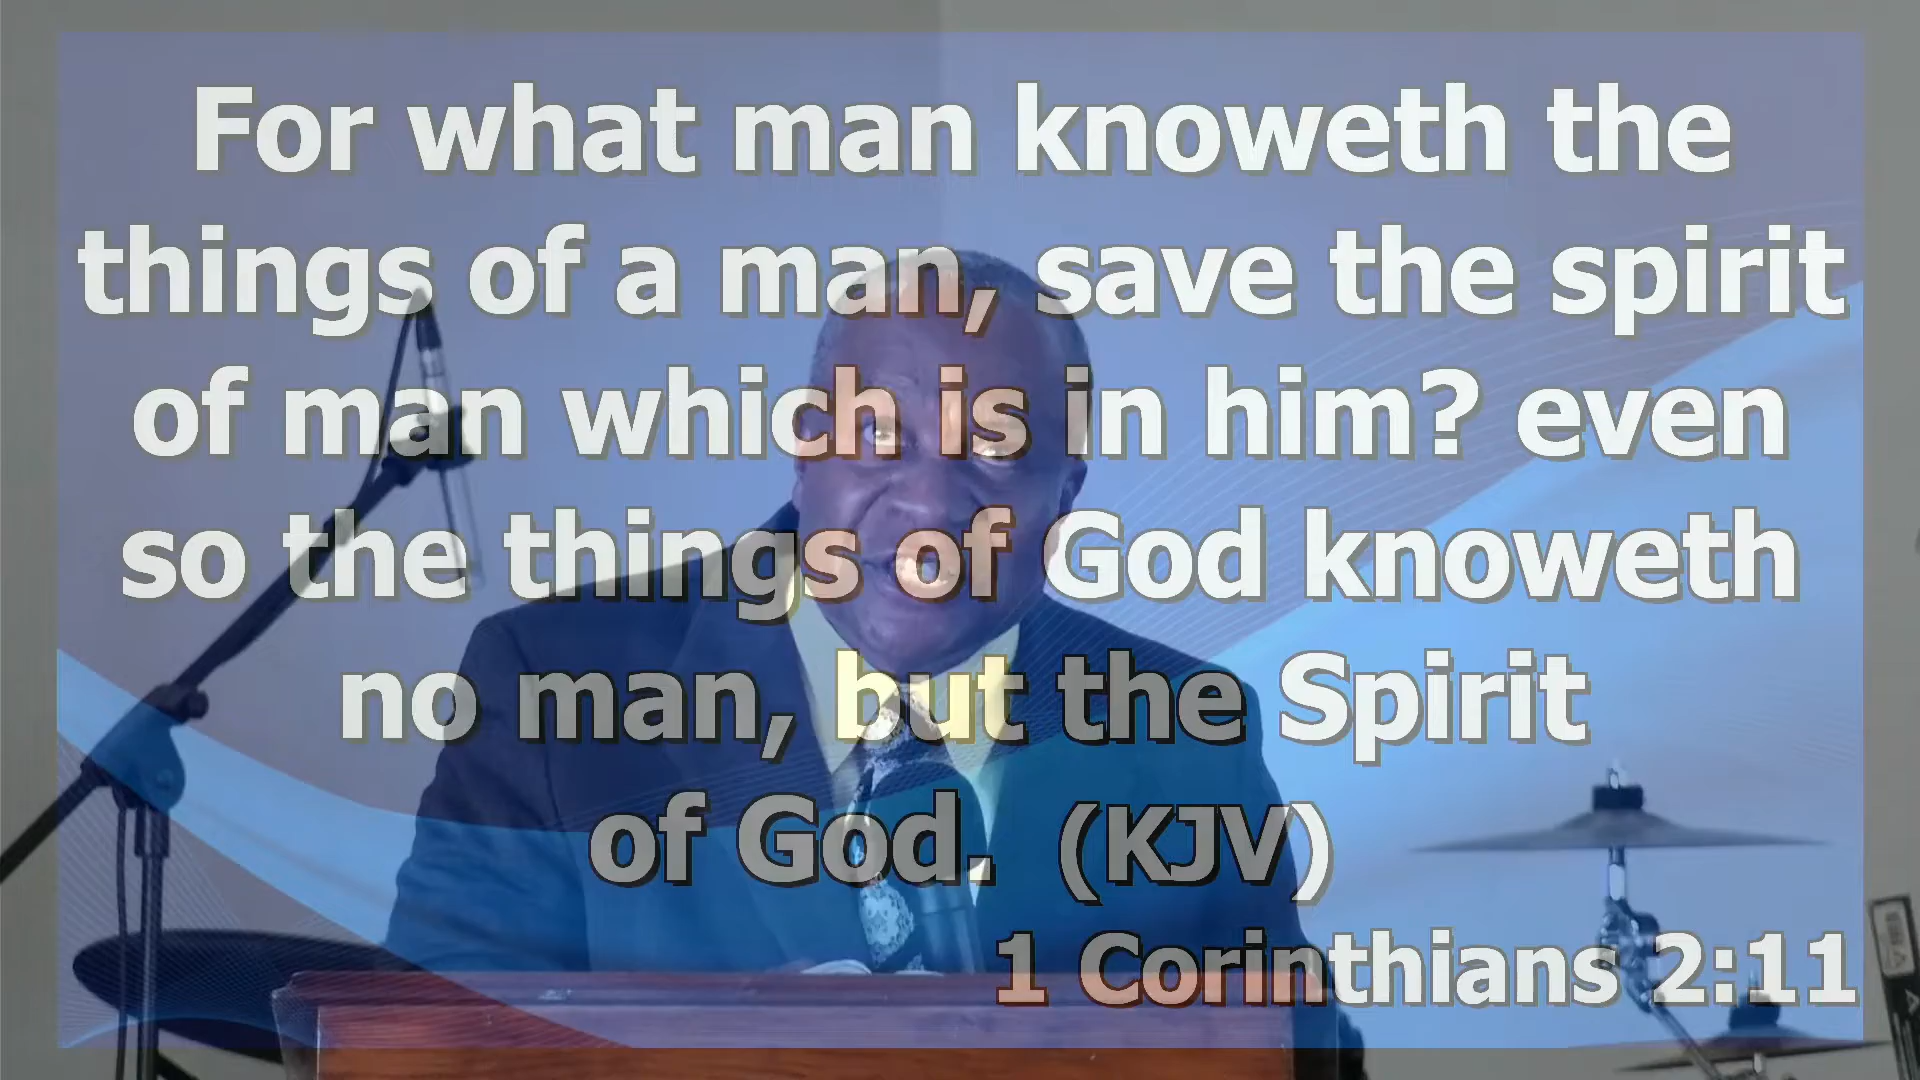 For what man knoweth the
things of a man, save the spirit
of man which is in him? even
so the things of God knoweth
no man, but the Spirit
of God. (KJV)
1 Corinthians 2:11